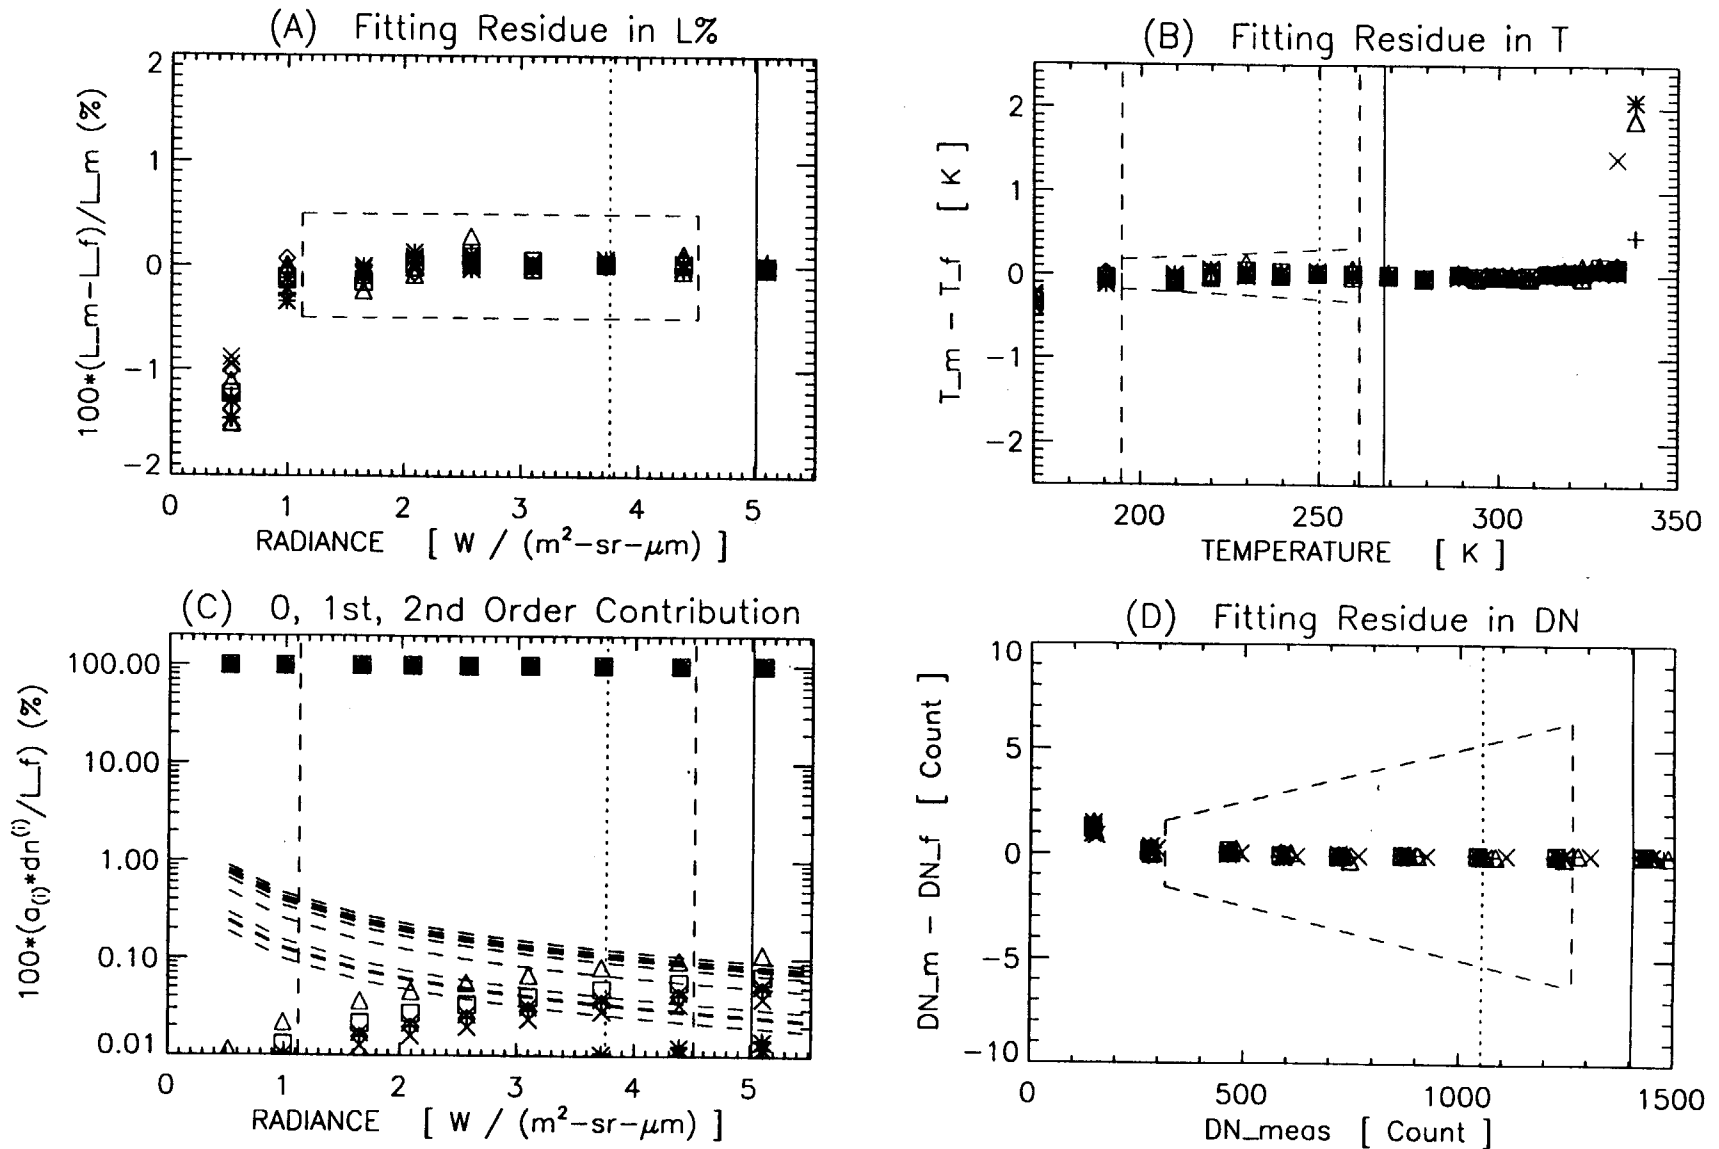 (A) Fitting Residue in L%
100*(L_m-L_f)/L_m (%)
2
1
0
-1
-2
0 1 2 3 4 5
RADIANCE [ W / (m²-sr-μm) ]
(B) Fitting Residue in T
T_m - T_f [ K ]
2
1
0
-1
-2
200 250 300 350
TEMPERATURE [ K ]
(C) 0, 1st, 2nd Order Contribution
100*(a(i)*dn(i)/L_f) (%)
100.00
10.00
1.00
0.10
0.01
0 1 2 3 4 5
RADIANCE [ W / (m²-sr-μm) ]
(D) Fitting Residue in DN
DN_m - DN_f [ Count ]
10
5
0
-5
-10
0 500 1000 1500
DN_meas [ Count ]